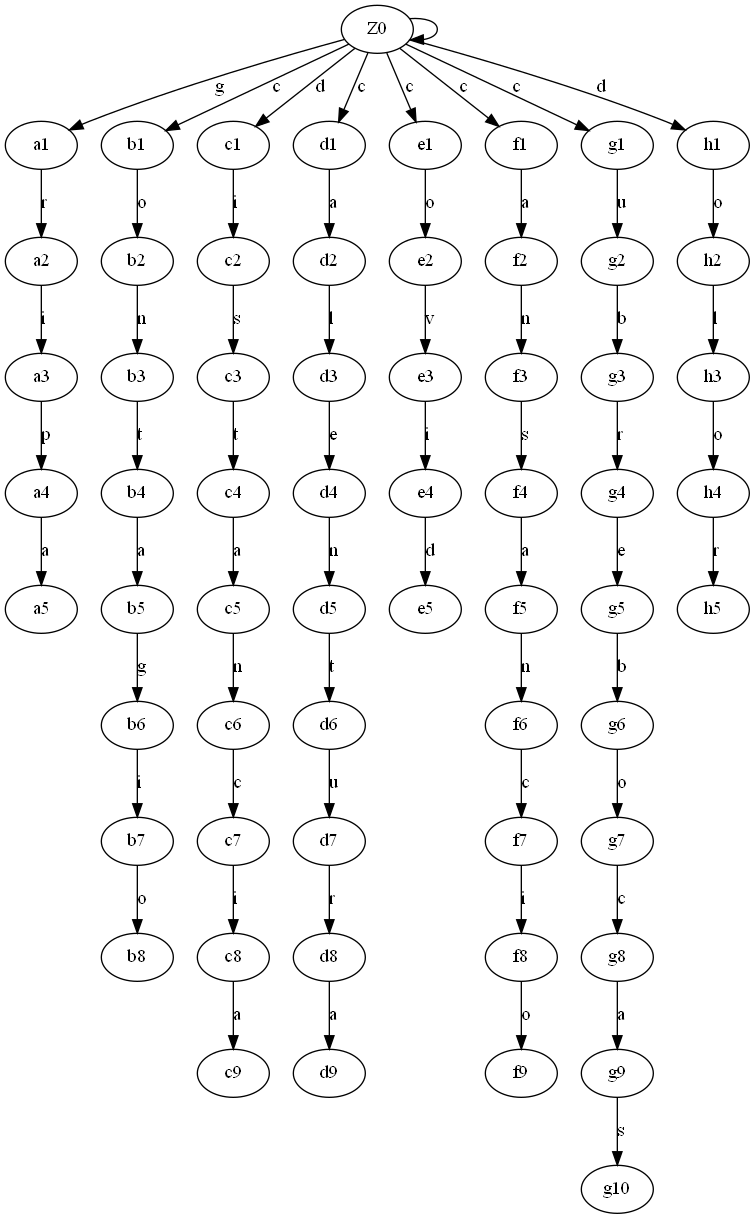 Z0
g c d c c c c d
a1 b1 c1 d1 e1 f1 g1 h1
r o i a o a u o
a2 b2 c2 d2 e2 f2 g2 h2
i n s l v n b l
a3 b3 c3 d3 e3 f3 g3 h3
p t t e i s r o
a4 b4 c4 d4 e4 f4 g4 h4
a a a n d a e r
a5 b5 c5 d5 e5 f5 g5 h5
g n t n b
b6 c6 d6 f6 g6
i c u c o
b7 c7 d7 f7 g7
o i r i c
b8 c8 d8 f8 g8
a a o a
c9 d9 f9 g9
s
g10